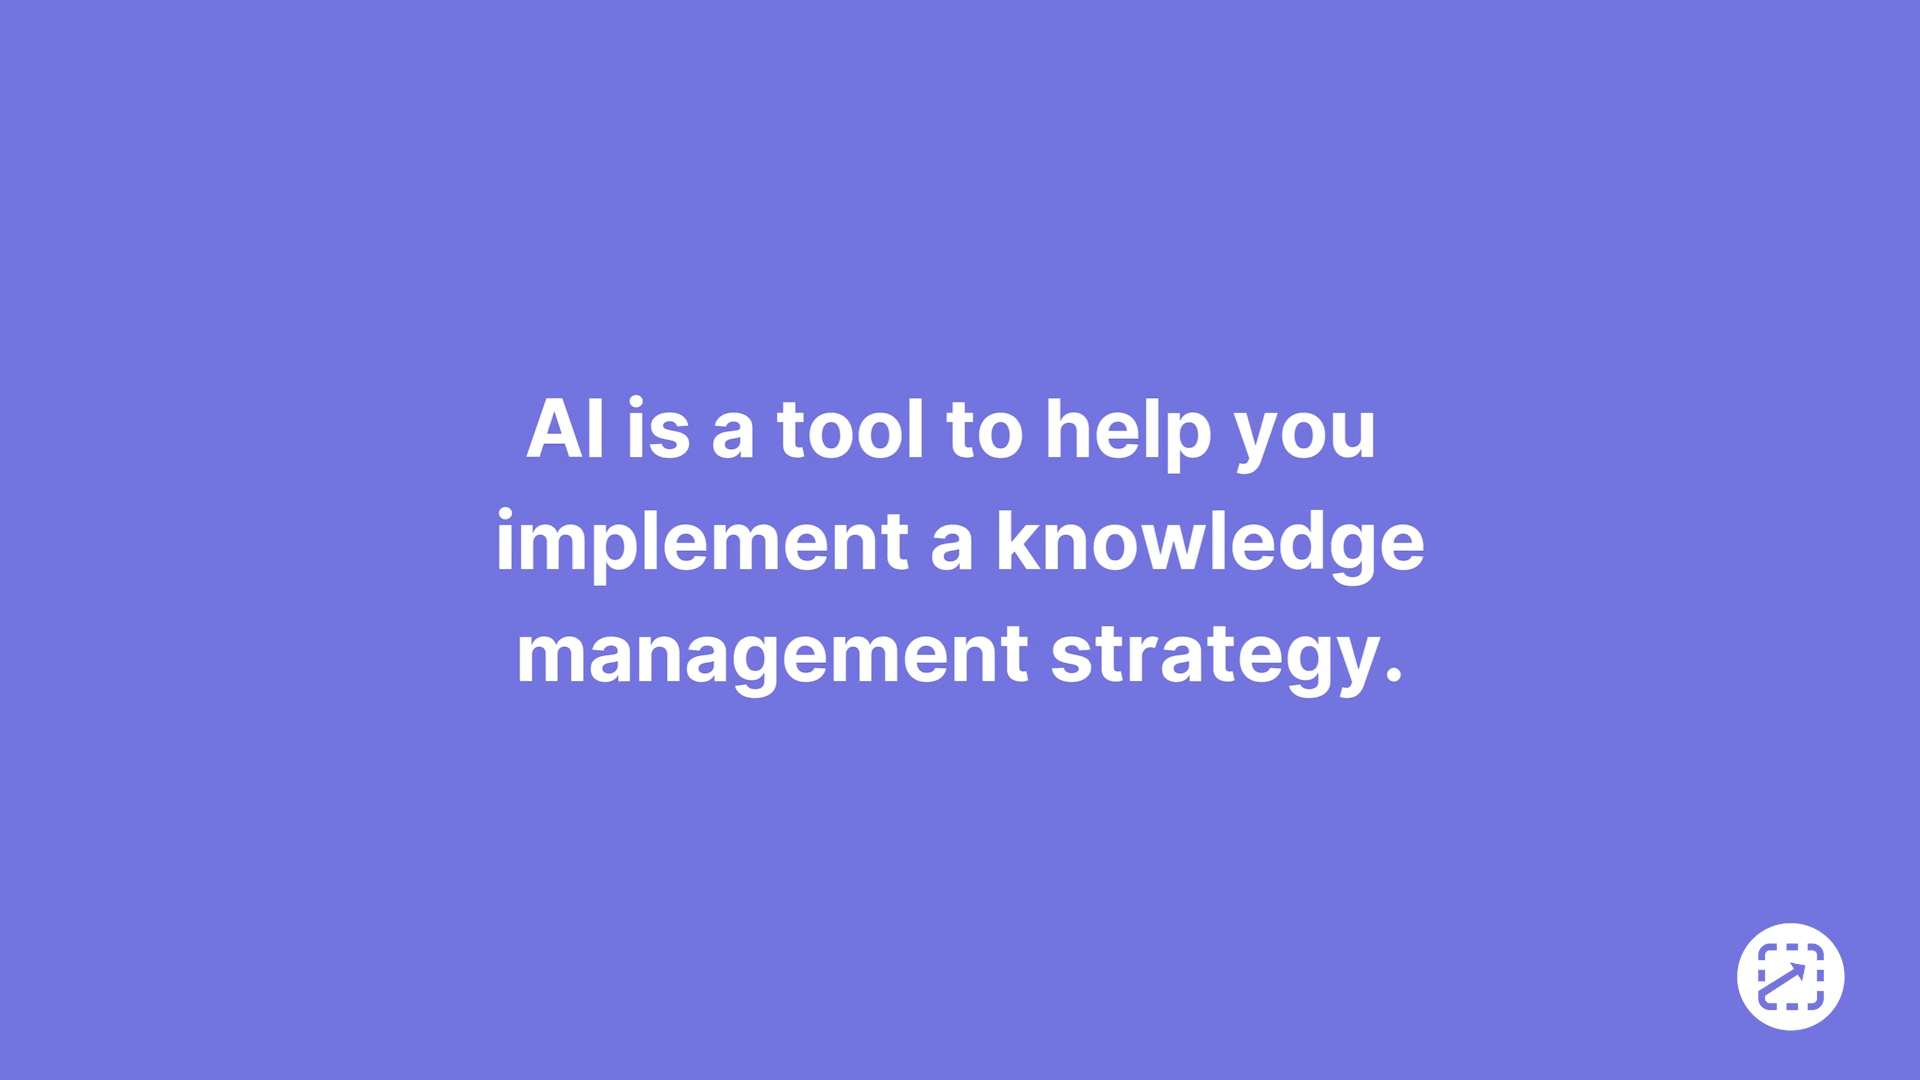 AI is a tool to help you
implement a knowledge
management strategy.